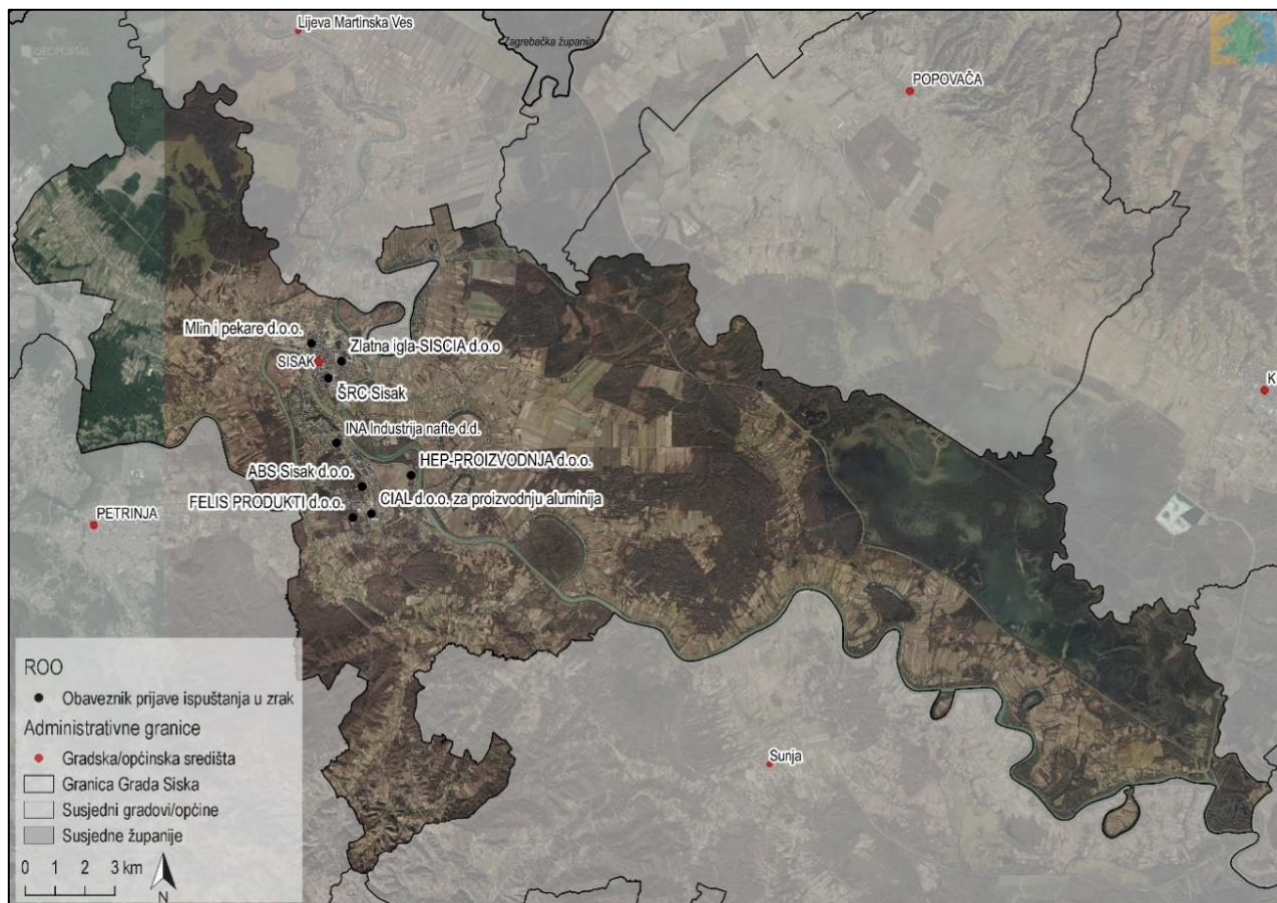 Lijeva Martinska Ves
Zagrebačka županija
GEOPORTAL
POPOVAČA
Mlin i pekare d.o.o.
Zlatna igla-SISCIA d.o.o
SISAK
ŠRC Sisak
K
INA Industrija nafte d.d.
HEP-PROIZVODNJA d.o.o.
ABS Sisak d.o.o.
CIAL d.o.o. za proizvodnju aluminija
FELIS PRODUKTI d.o.o.
PETRINJA
Sunja
ROO
Obaveznik prijave ispuštanja u zrak
Administrativne granice
Gradska/općinska središta
Granica Grada Siska
Susjedni gradovi/općine
Susjedne županije
0 1 2 3 km
N